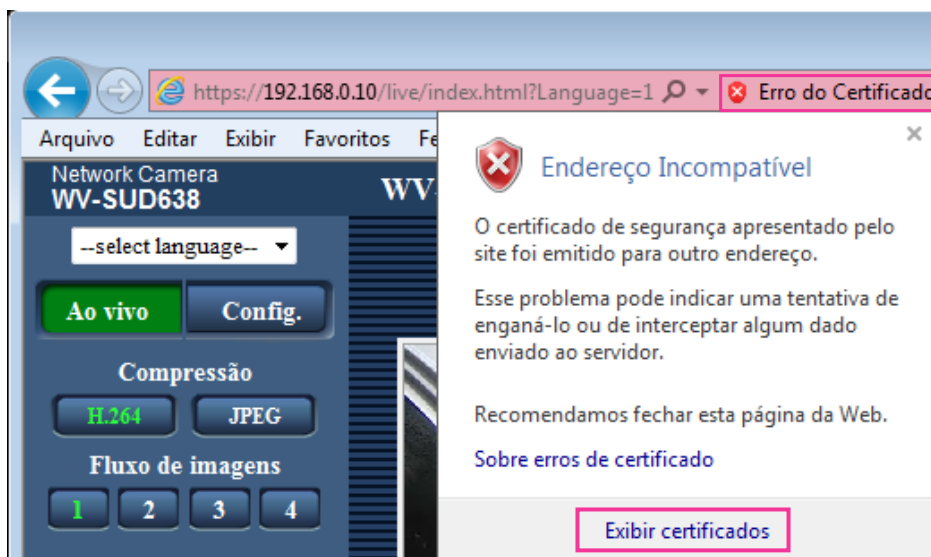 https://192.168.0.10/live/index.html?Language=1
Erro do Certificado
Arquivo Editar Exibir Favoritos Fe
Network Camera
WV-SUD638
WV-
--select language--
Ao vivo Config.
Compressão
H.264 JPEG
Fluxo de imagens
1 2 3 4
Endereço Incompatível
O certificado de segurança apresentado pelo
site foi emitido para outro endereço.
Esse problema pode indicar uma tentativa de
enganá-lo ou de interceptar algum dado
enviado ao servidor.
Recomendamos fechar esta página da Web.
Sobre erros de certificado
Exibir certificados